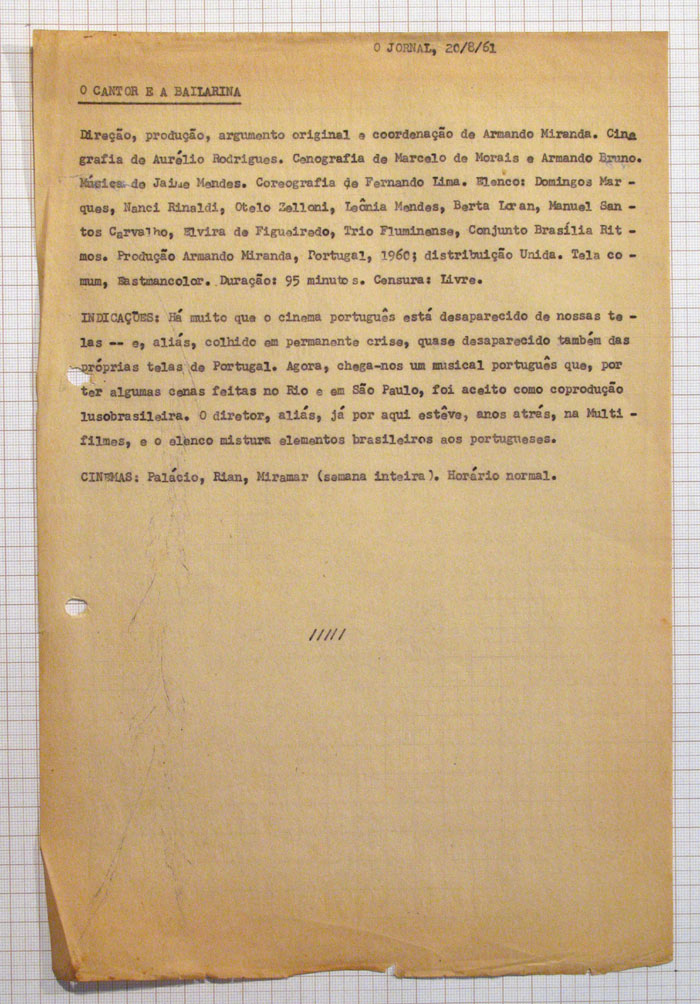 O JORNAL, 20/8/61
O CANTOR E A BAILARINA
Direção, produção, argumento original e coordenação de Armando Miranda. Cine
grafia de Aurélio Rodrigues. Cenografia de Marcelo de Morais e Armando Bruno.
Música de Jaime Mendes. Coreografia de Fernando Lima. Elenco: Domingos Mar -
ques, Nanci Rinaldi, Otelo Zelloni, Leônia Mendes, Berta Loran, Manuel San-
tos Carvalho, Elvira de Figueiredo, Trio Fluminense, Conjunto Brasília Rit -
mos. Produção Armando Miranda, Portugal, 1960; distribuição Unida. Tela co -
mum, Eastmancolor. Duração: 95 minutos. Censura: Livre.
INDICAÇÕES: Há muito que o cinema português está desaparecido de nossas te -
las -- e, aliás, colhido em permanente crise, quase desaparecido também das
próprias telas de Portugal. Agora, chega-nos um musical português que, por
ter algumas cenas feitas no Rio e em São Paulo, foi aceito como coprodução
lusobrasileira. O diretor, aliás, já por aqui estêve, anos atrás, na Multi -
filmes, e o elenco mistura elementos brasileiros aos portugueses.
CINEMAS: Palácio, Rian, Miramar (semana inteira). Horário normal.
/////